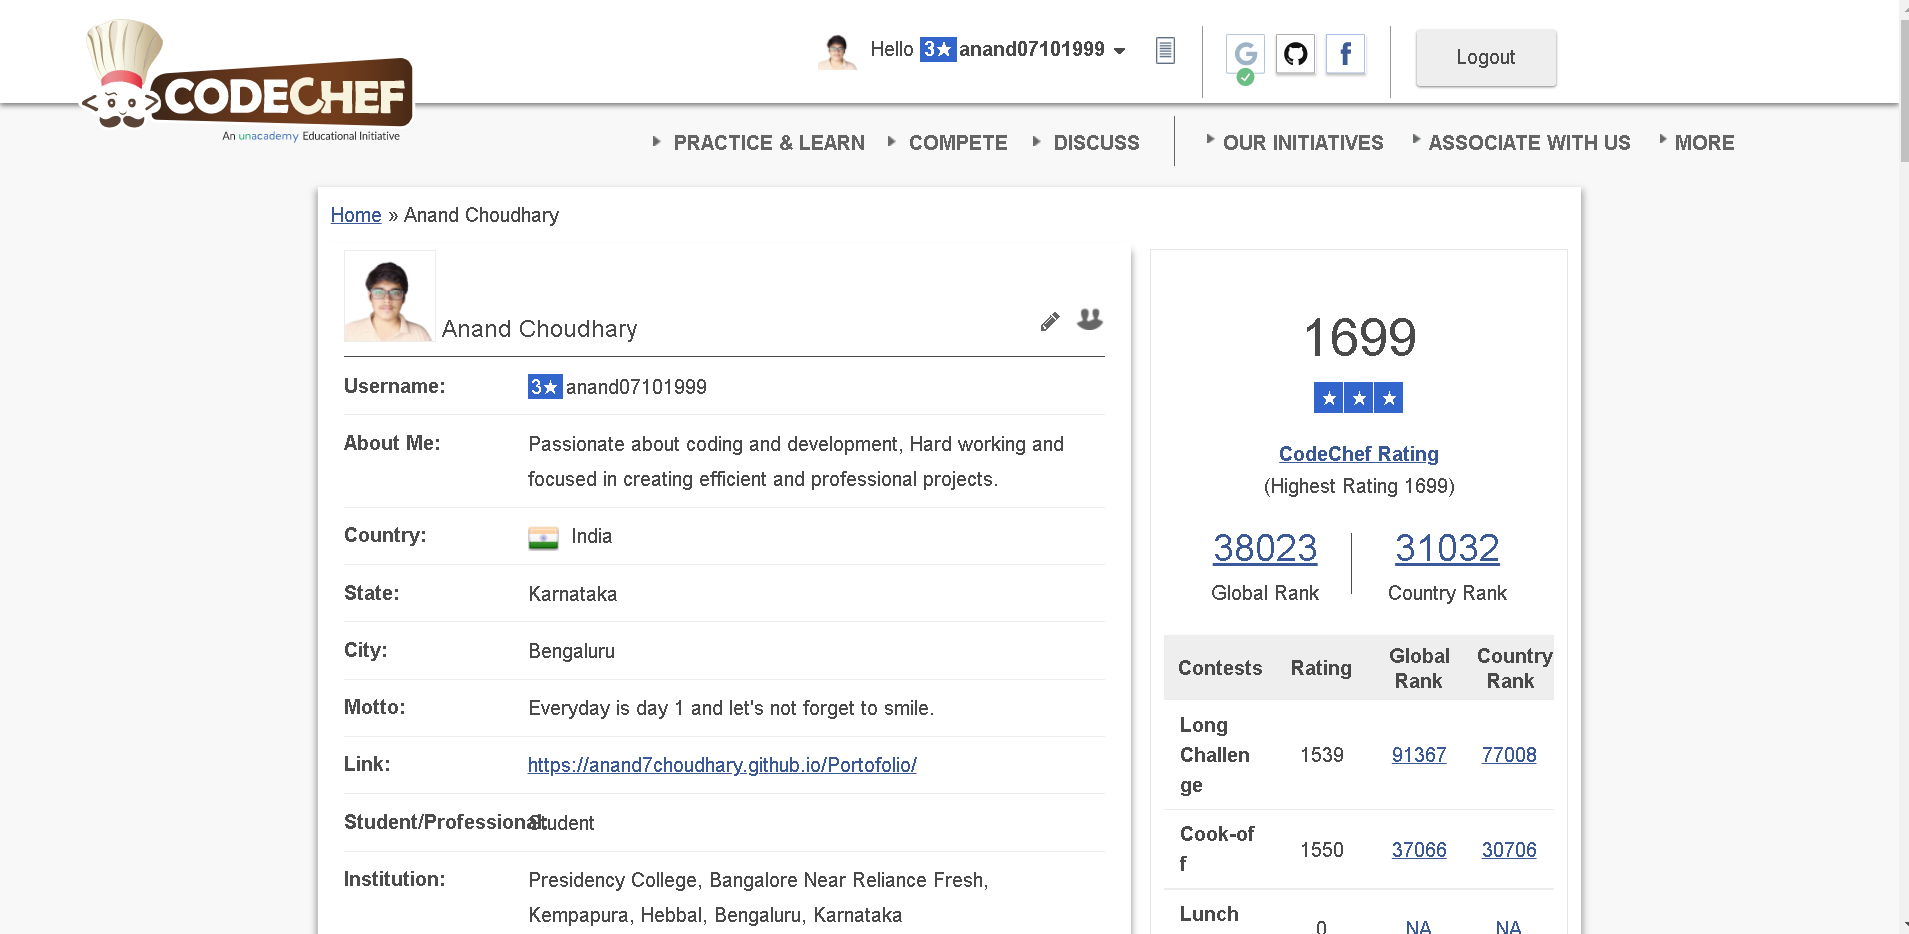 Hello 3★ anand07101999
Logout
CODECHEF
An unacademy Educational Initiative
PRACTICE & LEARN
COMPETE
DISCUSS
OUR INITIATIVES
ASSOCIATE WITH US
MORE
Home » Anand Choudhary
Anand Choudhary
Username: 3★ anand07101999
About Me: Passionate about coding and development, Hard working and
focused in creating efficient and professional projects.
Country: India
State: Karnataka
City: Bengaluru
Motto: Everyday is day 1 and let's not forget to smile.
Link: https://anand7choudhary.github.io/Portofolio/
Student/Professional: Student
Institution: Presidency College, Bangalore Near Reliance Fresh,
Kempapura, Hebbal, Bengaluru, Karnataka
1699
★★★
CodeChef Rating
(Highest Rating 1699)
38023 31032
Global Rank Country Rank
Contests Rating Global
Rank Country
Rank
Long
Challen
ge 1539 91367 77008
Cook-of
f 1550 37066 30706
Lunch
0 NA NA